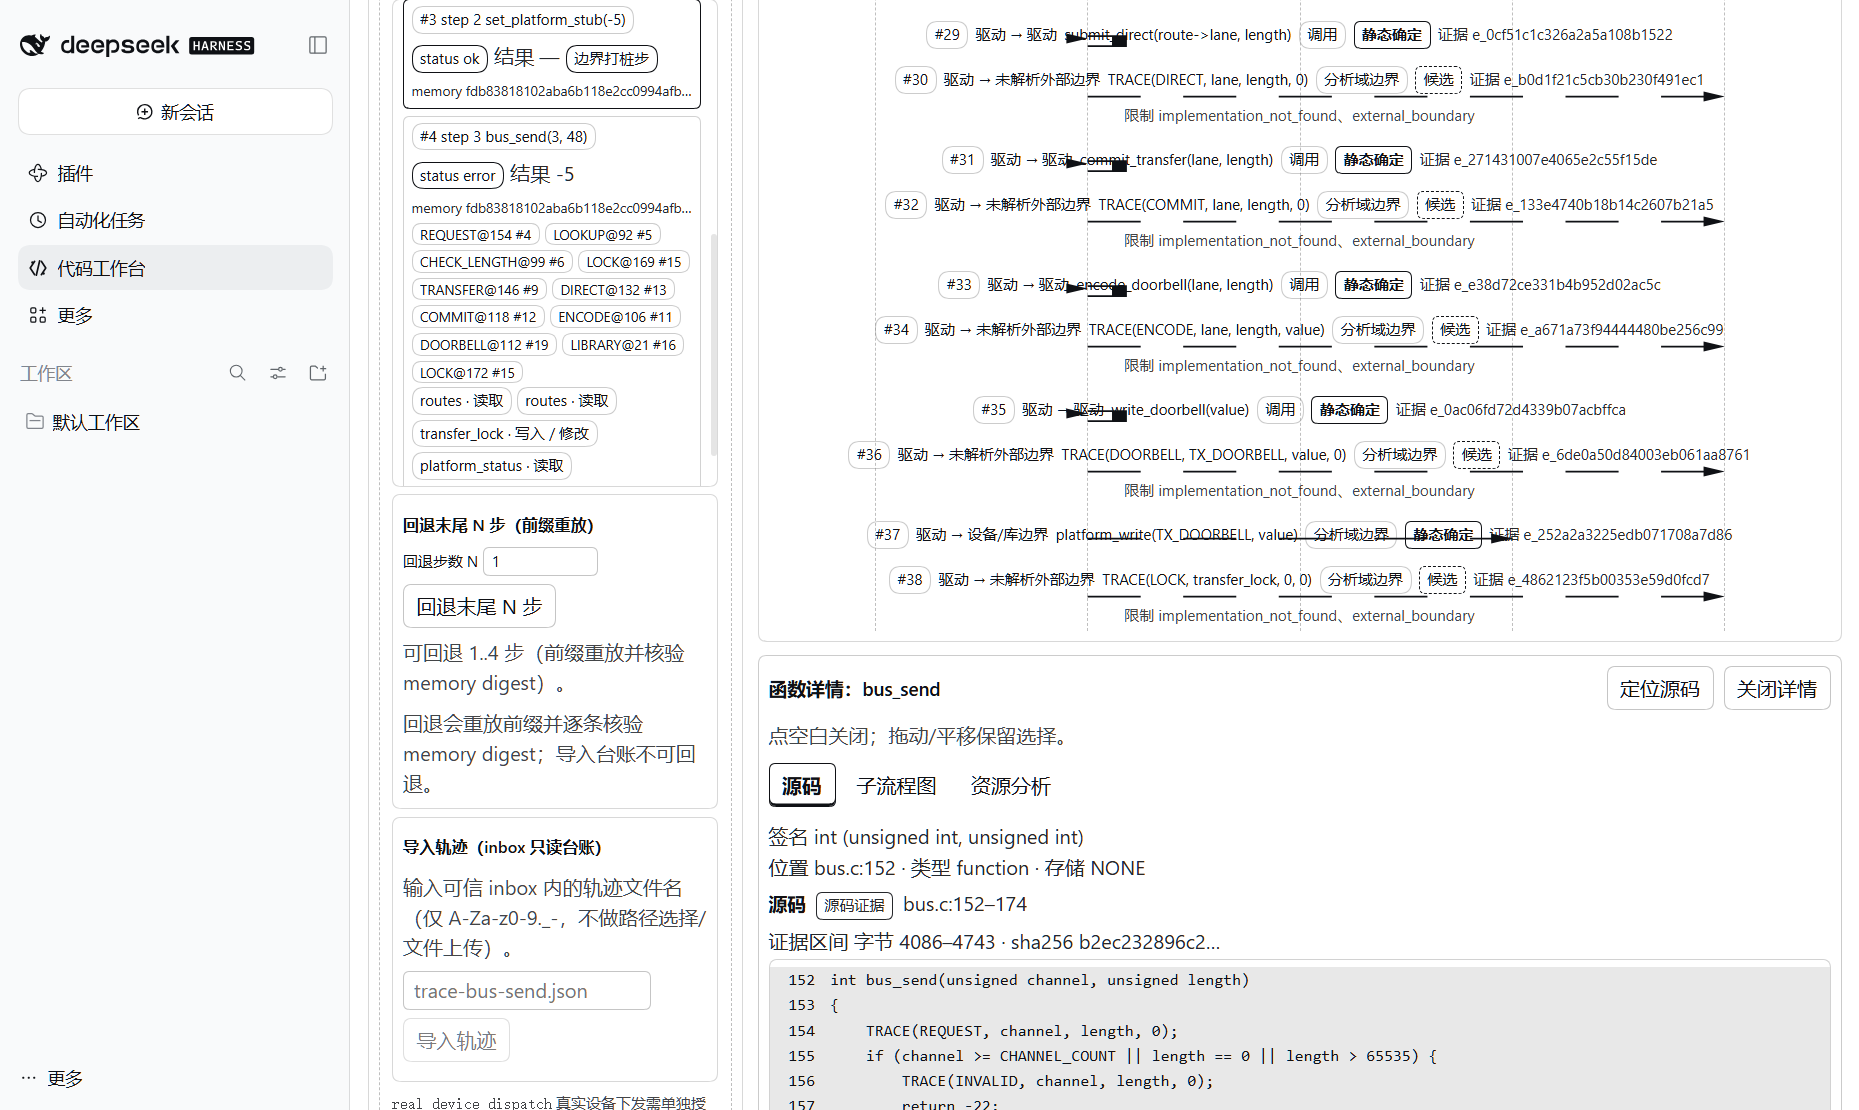 deepseek HARNESS
新会话
插件
自动化任务
代码工作台
更多
工作区
默认工作区
更多
#3 step 2 set_platform_stub(-5)
status ok 结果 — 边界打桩步
memory fdb83818102aba6b118e2cc0994afb...
#4 step 3 bus_send(3, 48)
status error 结果 -5
memory fdb83818102aba6b118e2cc0994afb...
REQUEST@154 #4 LOOKUP@92 #5
CHECK_LENGTH@99 #6 LOCK@169 #15
TRANSFER@146 #9 DIRECT@132 #13
COMMIT@118 #12 ENCODE@106 #11
DOORBELL@112 #19 LIBRARY@21 #16
LOCK@172 #15
routes · 读取 routes · 读取
transfer_lock · 写入 / 修改
platform_status · 读取
回退末尾 N 步（前缀重放）
回退步数 N 1
回退末尾 N 步
可回退 1..4 步（前缀重放并核验
memory digest）。
回退会重放前缀并逐条核验
memory digest；导入台账不可回
退。
导入轨迹（inbox 只读台账）
输入可信 inbox 内的轨迹文件名
（仅 A-Za-z0-9._-，不做路径选择/
文件上传）。
trace-bus-send.json
导入轨迹
real device dispatch 真实设备下发需单独授
#29 驱动 → 驱动 submit_direct(route->lane, length) 调用 静态确定 证据 e_0cf51c1c326a2a5a108b1522
#30 驱动 → 未解析外部边界 TRACE(DIRECT, lane, length, 0) 分析域边界 候选 证据 e_b0d1f21c5cb30b230f491ec1
限制 implementation_not_found、external_boundary
#31 驱动 → 驱动 commit_transfer(lane, length) 调用 静态确定 证据 e_271431007e4065e2c55f15de
#32 驱动 → 未解析外部边界 TRACE(COMMIT, lane, length, 0) 分析域边界 候选 证据 e_133e4740b18b14c2607b21a5
限制 implementation_not_found、external_boundary
#33 驱动 → 驱动 encode_doorbell(lane, length) 调用 静态确定 证据 e_e38d72ce331b4b952d02ac5c
#34 驱动 → 未解析外部边界 TRACE(ENCODE, lane, length, value) 分析域边界 候选 证据 e_a671a73f94444480be256c99
限制 implementation_not_found、external_boundary
#35 驱动 → 驱动 write_doorbell(value) 调用 静态确定 证据 e_0ac06fd72d4339b07acbffca
#36 驱动 → 未解析外部边界 TRACE(DOORBELL, TX_DOORBELL, value, 0) 分析域边界 候选 证据 e_6de0a50d84003eb061aa8761
限制 implementation_not_found、external_boundary
#37 驱动 → 设备/库边界 platform_write(TX_DOORBELL, value) 分析域边界 静态确定 证据 e_252a2a3225edb071708a7d86
#38 驱动 → 未解析外部边界 TRACE(LOCK, transfer_lock, 0, 0) 分析域边界 候选 证据 e_4862123f5b00353e59d0fcd7
限制 implementation_not_found、external_boundary
函数详情：bus_send
定位源码 关闭详情
点空白关闭；拖动/平移保留选择。
源码 子流程图 资源分析
签名 int (unsigned int, unsigned int)
位置 bus.c:152 · 类型 function · 存储 NONE
源码 源码证据 bus.c:152–174
证据区间 字节 4086–4743 · sha256 b2ec232896c2...
152 int bus_send(unsigned channel, unsigned length)
153 {
154 TRACE(REQUEST, channel, length, 0);
155 if (channel >= CHANNEL_COUNT || length == 0 || length > 65535) {
156 TRACE(INVALID, channel, length, 0);
157 return -22;